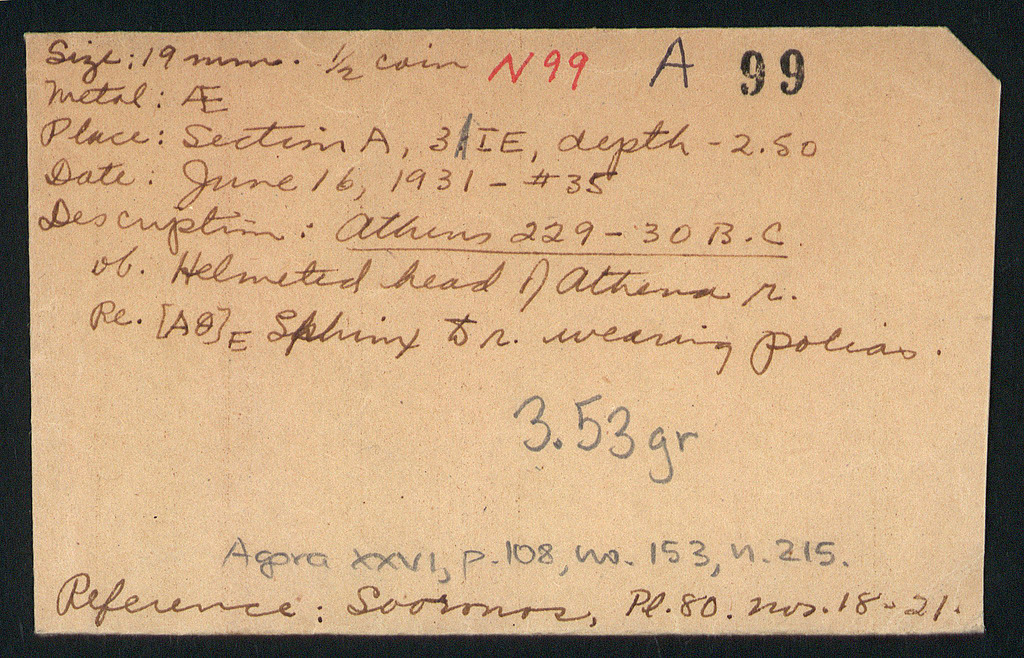 Size: 19 mm. ½ coin N99 A 99
Metal: Æ
Place: Section A, 3/IE, depth - 2.50
Date: June 16, 1931 - #35
Description: Athens 229-30 B.C.
ob. Helmeted head of Athena r.
Re. [AΘ]E Sphinx to r. wearing polias.
3.53 gr
Agora XXVI, p. 108, no. 153, n. 215.
Reference: Svoronos, Pl. 80. nos. 18-21.